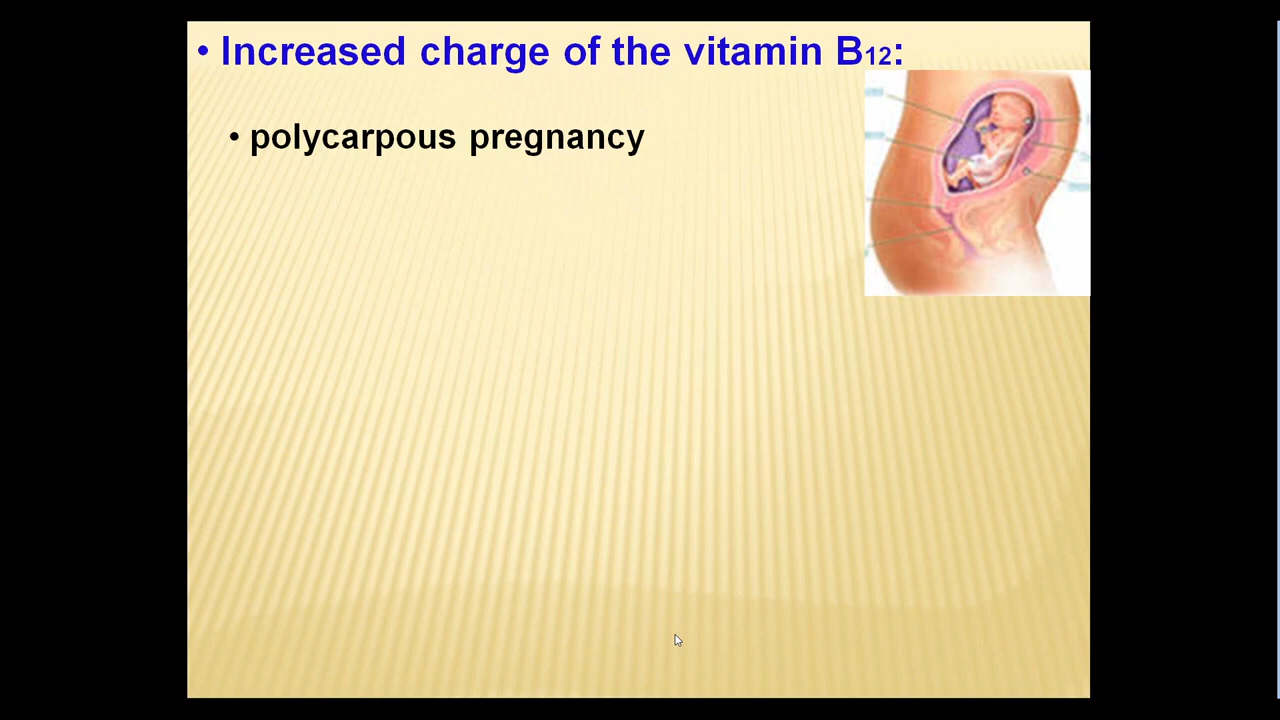 • Increased charge of the vitamin B₁₂:
• polycarpous pregnancy